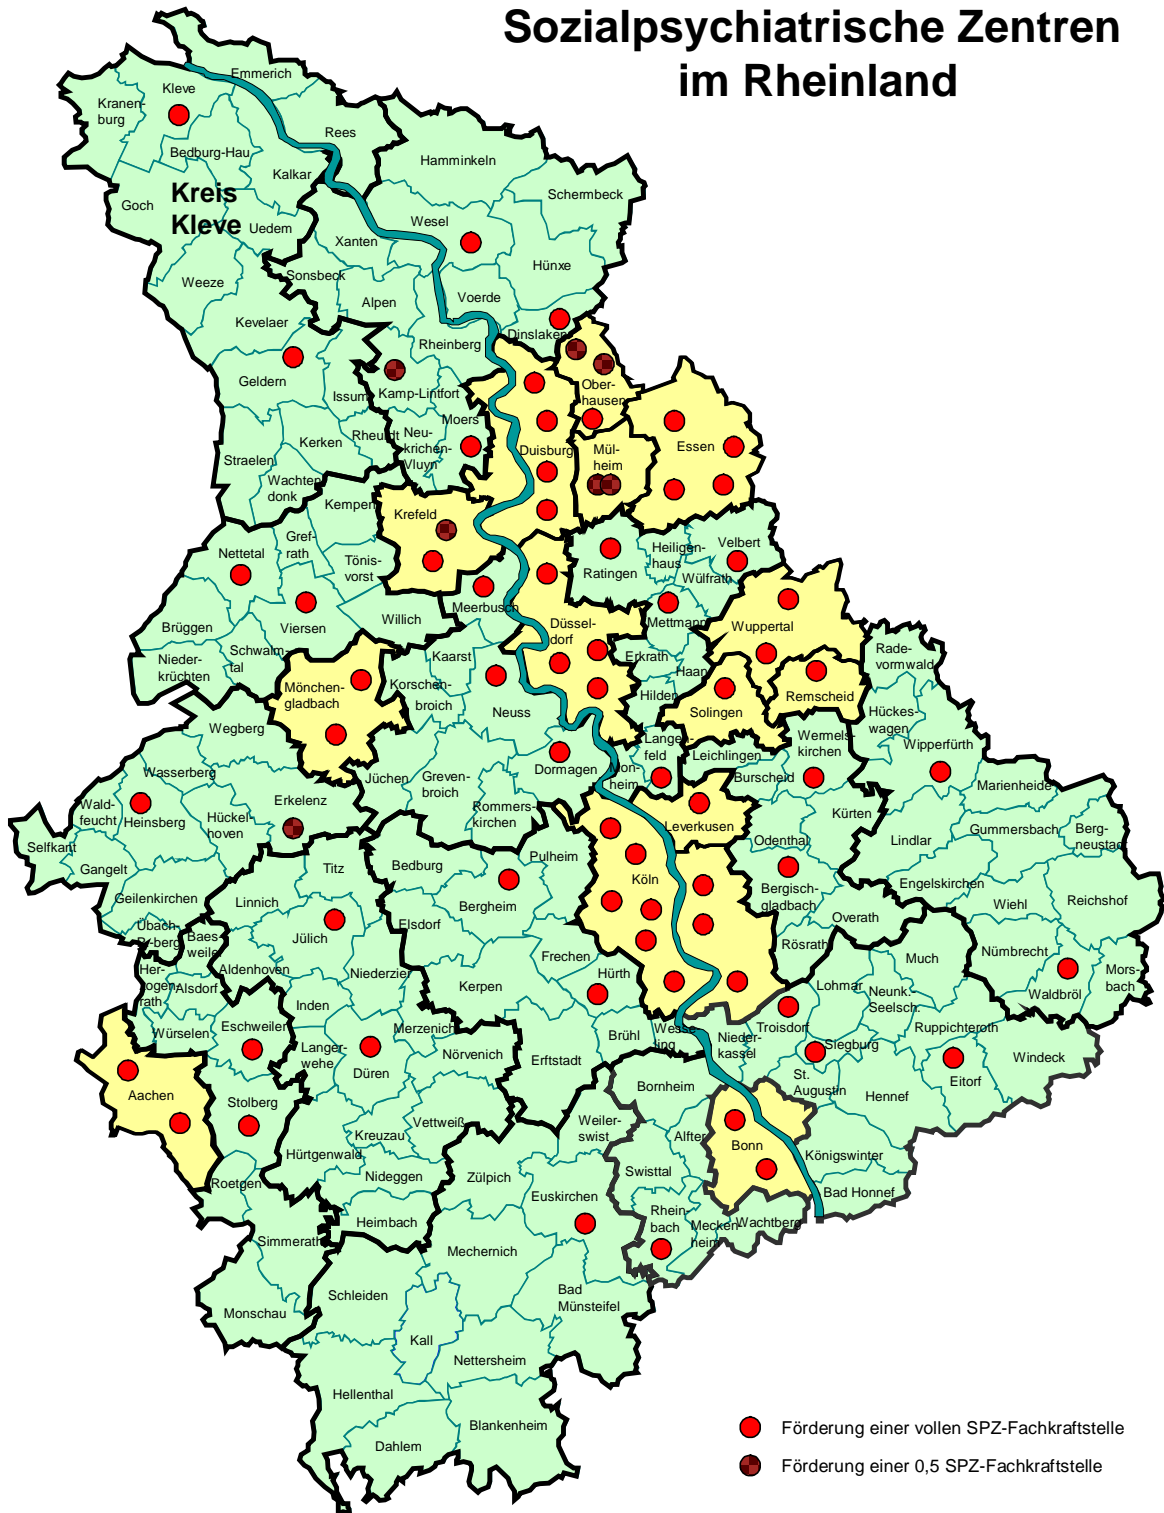 Sozialpsychiatrische Zentren
im Rheinland
Emmerich
Kleve
Kranen-
burg
Rees
Bedburg-Hau
Hamminkeln
Kalkar
Kreis
Kleve
Schermbeck
Goch
Wesel
Uedem
Xanten
Hünxe
Sonsbeck
Weeze
Voerde
Alpen
Kevelaer
Dinslaken
Rheinberg
Geldern
Ober-
hausen
Issum
Kamp-Lintfort
Moers
Rheurdt
Neu-
krichen-
Vluyn
Kerken
Duisburg
Mül-
heim
Essen
Straelen
Wachten
donk
Kempen
Krefeld
Gref-
rath
Velbert
Nettetal
Heiligen-
haus
Tönis-
vorst
Ratingen
Wülfrath
Meerbusch
Willich
Mettmann
Brüggen
Viersen
Düssel-
dorf
Wuppertal
Schwalm-
tal
Kaarst
Erkrath
Rade-
vormwald
Nieder-
krüchten
Haan
Mönchen-
gladbach
Korschen-
broich
Hilden
Remscheid
Neuss
Solingen
Hückes-
wagen
Wegberg
Langen-
feld
Wermels-
kirchen
Wipperfürth
Leichlingen
Dormagen
Mon-
heim
Wasserberg
Jüchen
Greven-
broich
Burscheid
Marienheide
Erkelenz
Wald-
feucht
Rommers-
kirchen
Kürten
Heinsberg
Hückel-
hoven
Leverkusen
Gummersbach
Berg-
neustadt
Selfkant
Odenthal
Lindlar
Pulheim
Gangelt
Titz
Bedburg
Köln
Engelskirchen
Bergisch-
gladbach
Geilenkirchen
Linnich
Bergheim
Wiehl
Reichshof
Elsdorf
Overath
Übach-
P-berg
Baes-
weiler
Jülich
Rösrath
Nümbrecht
Frechen
Much
Her-
zogen-
rath
Aldenhoven
Niederzier
Hürth
Alsdorf
Kerpen
Lohmar
Neunk.-
Seelsch.
Mors-
bach
Waldbröl
Inden
Merzenich
Troisdorf
Eschweiler
Ruppichteroth
Würselen
Brühl
Wesse
ling
Nieder-
kassel
Siegburg
Langer-
wehe
Nörvenich
Windeck
Erftstadt
Düren
St.
Augustin
Eitorf
Aachen
Bornheim
Hennef
Stolberg
Vettweiß
Weiler-
swist
Kreuzau
Alfter
Bonn
Hürtgenwald
Königswinter
Nideggen
Zülpich
Swisttal
Roetgen
Euskirchen
Bad Honnef
Rhein-
bach
Heimbach
Mecken
heim
Wachtberg
Simmerath
Mechernich
Schleiden
Bad
Münsteifel
Monschau
Kall
Nettersheim
Hellenthal
Blankenheim
Dahlem
Förderung einer vollen SPZ-Fachkraftstelle
Förderung einer 0,5 SPZ-Fachkraftstelle